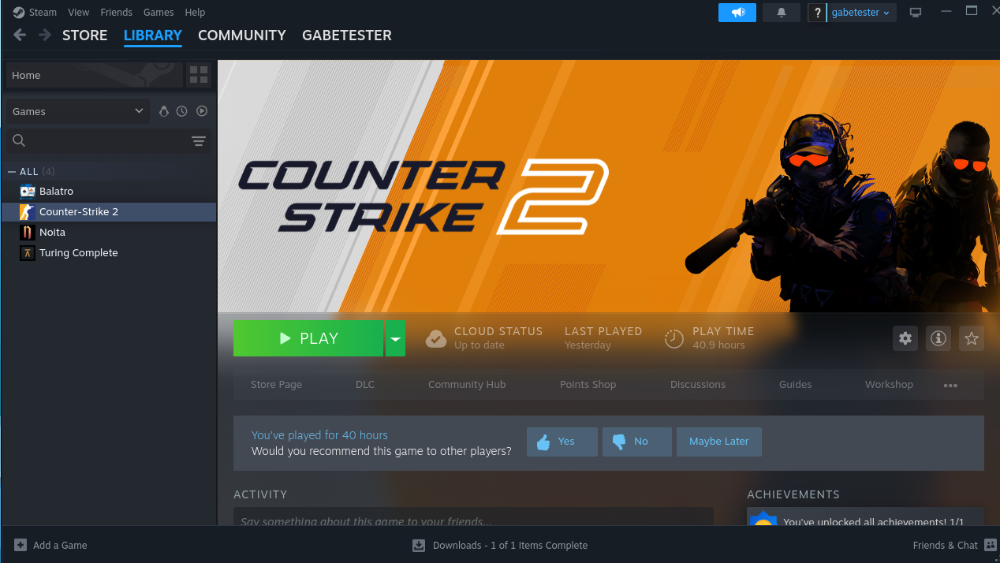 Steam View Friends Games Help
? gabetester
STORE LIBRARY COMMUNITY GABETESTER
Home
Games
ALL (4)
Balatro
Counter-Strike 2
Noita
Turing Complete
COUNTER
STRIKE 2
PLAY
CLOUD STATUS
Up to date
LAST PLAYED
Yesterday
PLAY TIME
40.9 hours
Store Page DLC Community Hub Points Shop Discussions Guides Workshop
You've played for 40 hours
Would you recommend this game to other players?
Yes No Maybe Later
ACTIVITY
Say something about this game to your friends...
ACHIEVEMENTS
You've unlocked all achievements! 1/1
Add a Game
Downloads - 1 of 1 Items Complete
Friends & Chat